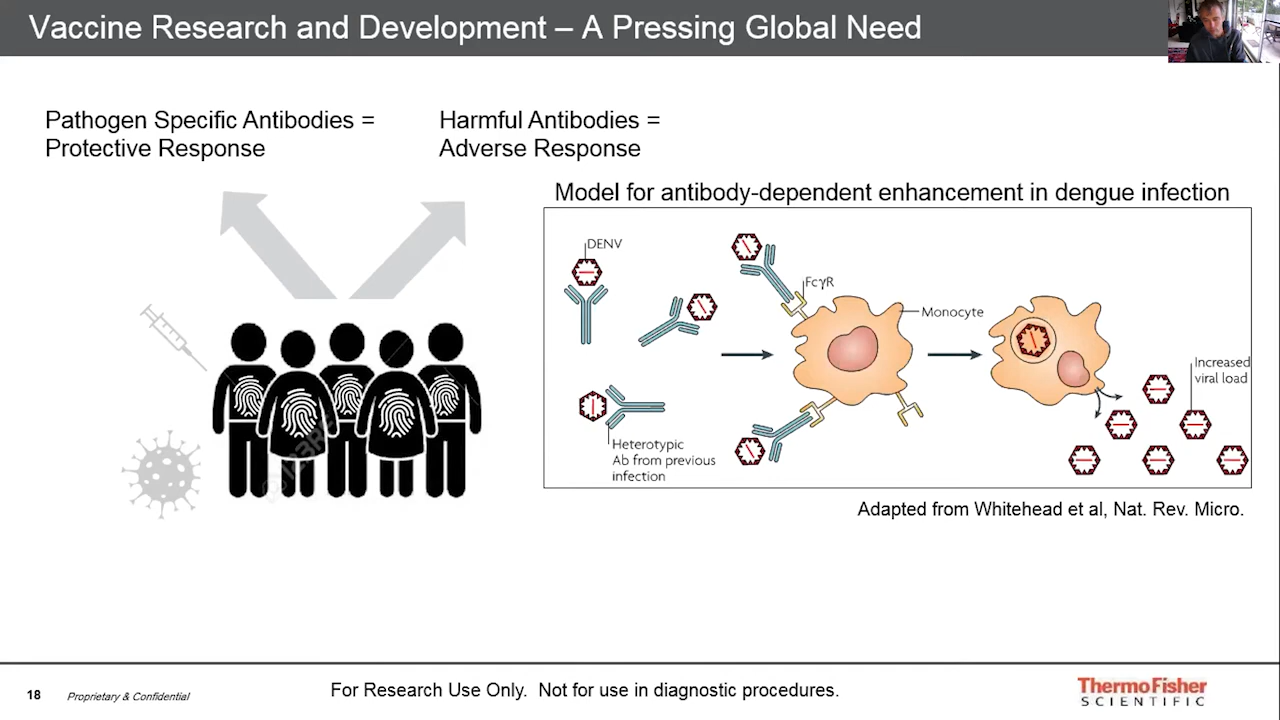 Vaccine Research and Development – A Pressing Global Need
Pathogen Specific Antibodies =
Protective Response
Harmful Antibodies =
Adverse Response
Model for antibody-dependent enhancement in dengue infection
DENV
FcγR
Monocyte
Increased
viral load
Heterotypic
Ab from previous
infection
Adapted from Whitehead et al, Nat. Rev. Micro.
18
Proprietary & Confidential
For Research Use Only. Not for use in diagnostic procedures.
ThermoFisher
SCIENTIFIC